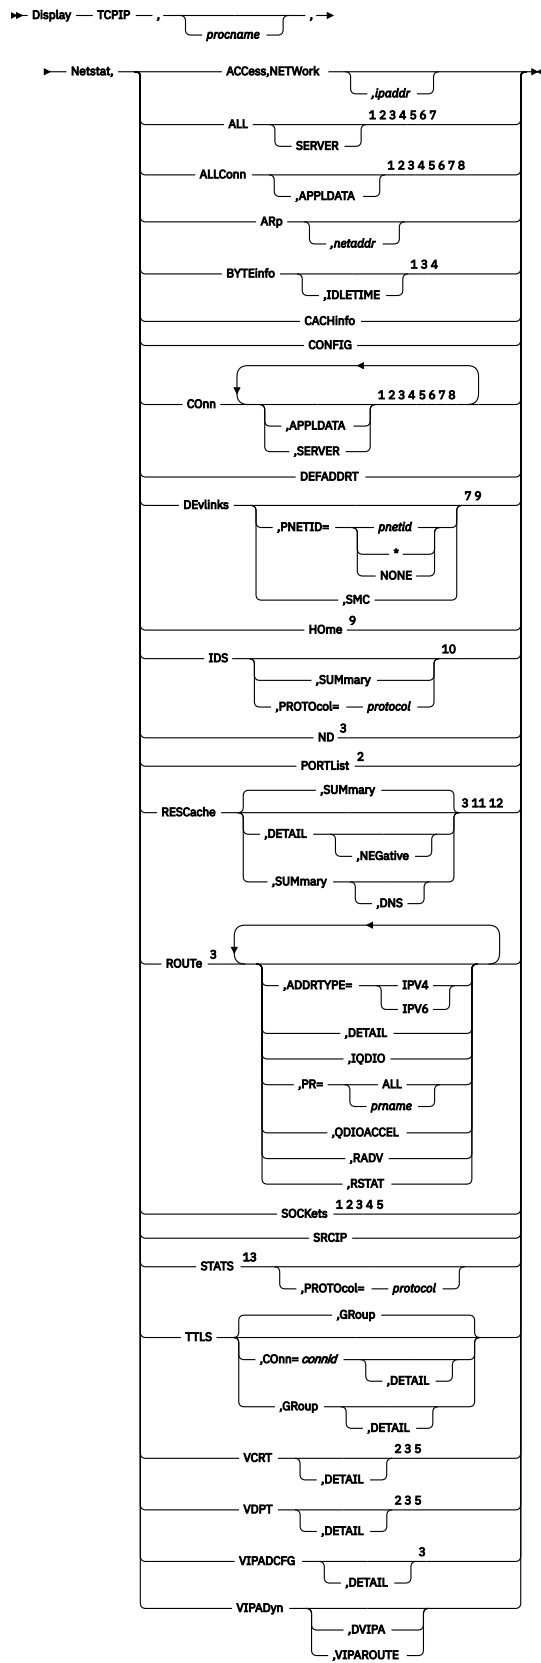 Display TCPIP , ,
procname
Netstat, ACCess,NETWork
,ipaddr
ALL 1 2 3 4 5 6 7
SERVER
ALLConn 1 2 3 4 5 6 7 8
,APPLDATA
ARp
,netaddr
BYTEinfo 1 3 4
,IDLETIME
CACHinfo
CONFIG
COnn 1 2 3 4 5 6 7 8
,APPLDATA
,SERVER
DEFADDRT
DEvlinks 7 9
,PNETID= pnetid
*
NONE
,SMC
HOme 9
IDS 10
,SUMmary
,PROTOcol= protocol
ND 3
PORTList 2
,SUMmary
RESCache 3 11 12
,DETAIL
,NEGative
,SUMmary
,DNS
ROUTe 3
,ADDRTYPE= IPV4
IPV6
,DETAIL
,IQDIO
,PR= ALL
prname
,QDIOACCEL
,RADV
,RSTAT
SOCKets 1 2 3 4 5
SRCIP
STATS 13
,PROTOcol= protocol
,GRoup
TTLS
,COnn= connid
,DETAIL
,GRoup
,DETAIL
VCRT 2 3 5
,DETAIL
VDPT 2 3 5
,DETAIL
VIPADCFG 3
,DETAIL
VIPADyn
,DVIPA
,VIPAROUTE